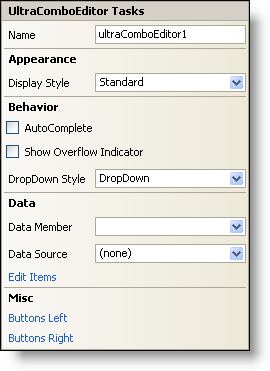 UltraComboEditor Tasks
Name ultraComboEditor1
Appearance
Display Style Standard
Behavior
AutoComplete
Show Overflow Indicator
DropDown Style DropDown
Data
Data Member
Data Source (none)
Edit Items
Misc
Buttons Left
Buttons Right